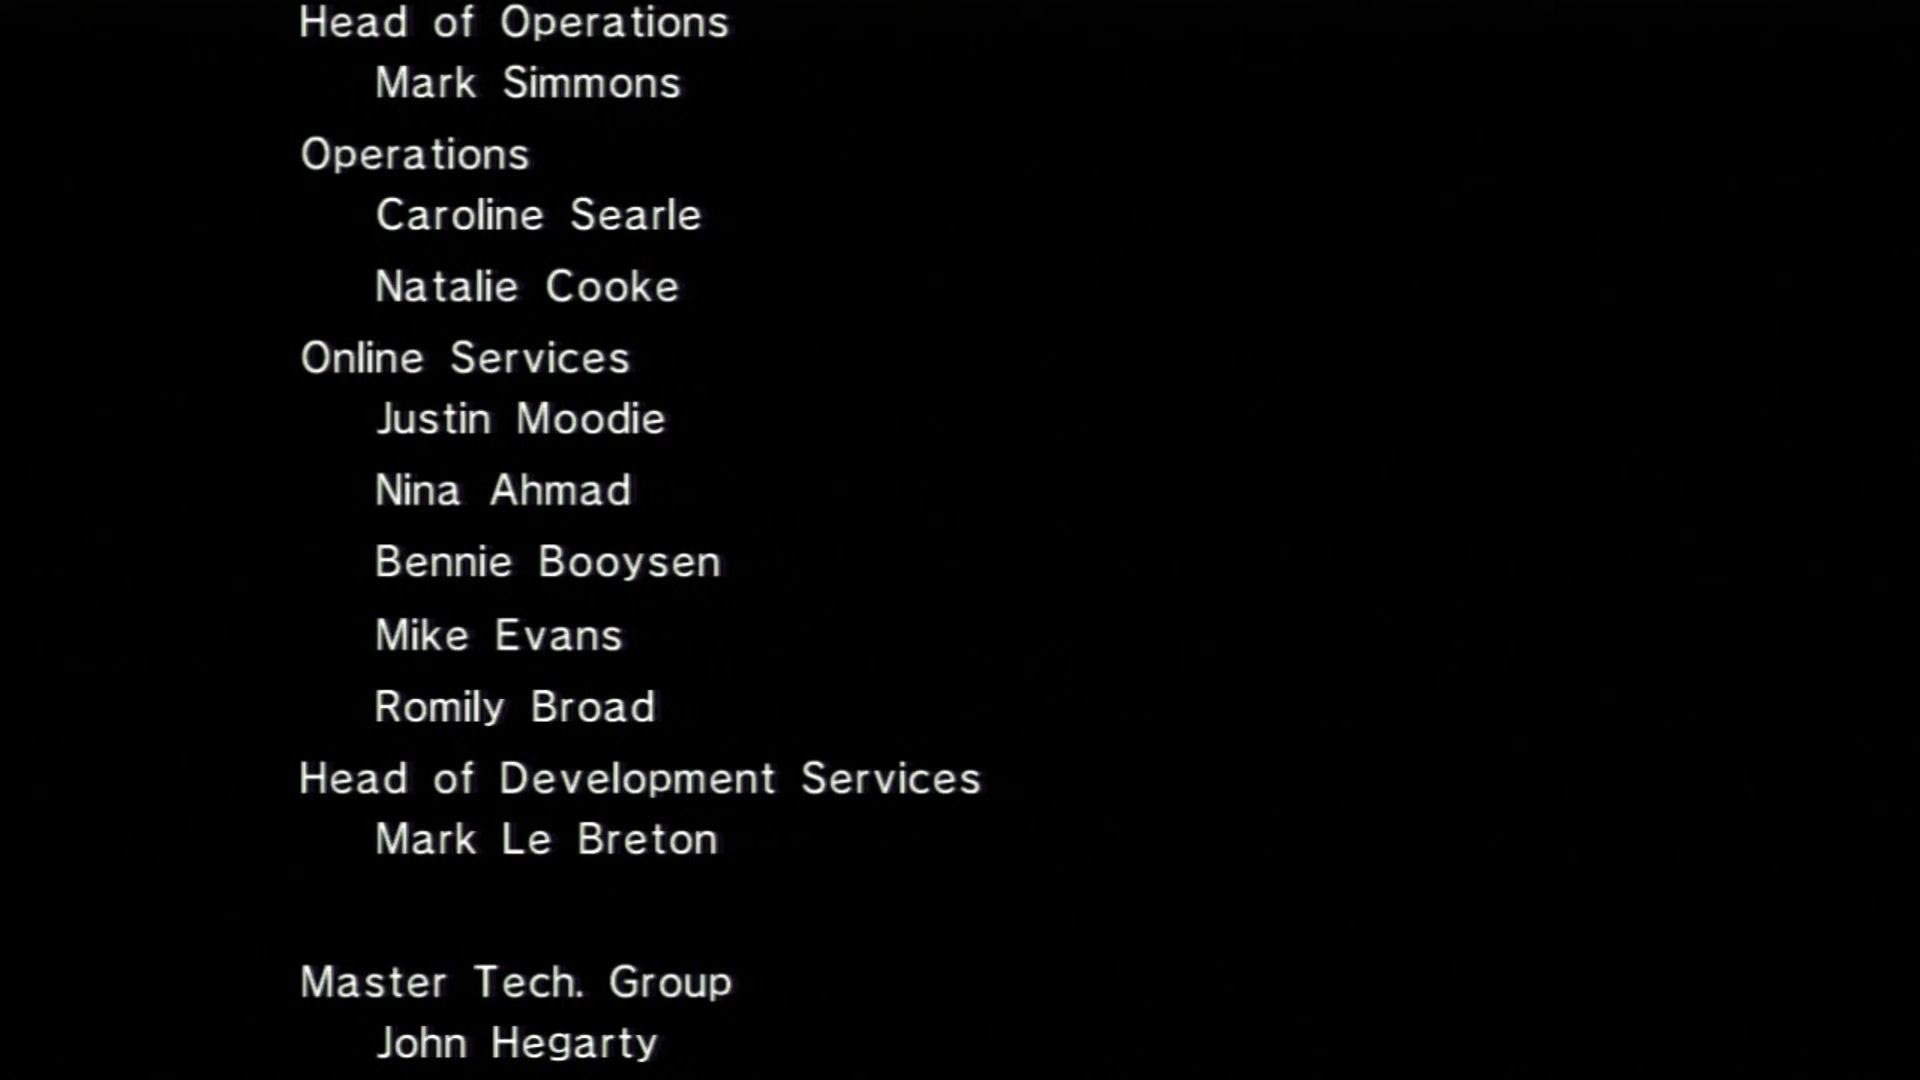 Head of Operations
Mark Simmons
Operations
Caroline Searle
Natalie Cooke
Online Services
Justin Moodie
Nina Ahmad
Bennie Booysen
Mike Evans
Romily Broad
Head of Development Services
Mark Le Breton
Master Tech. Group
John Hegarty